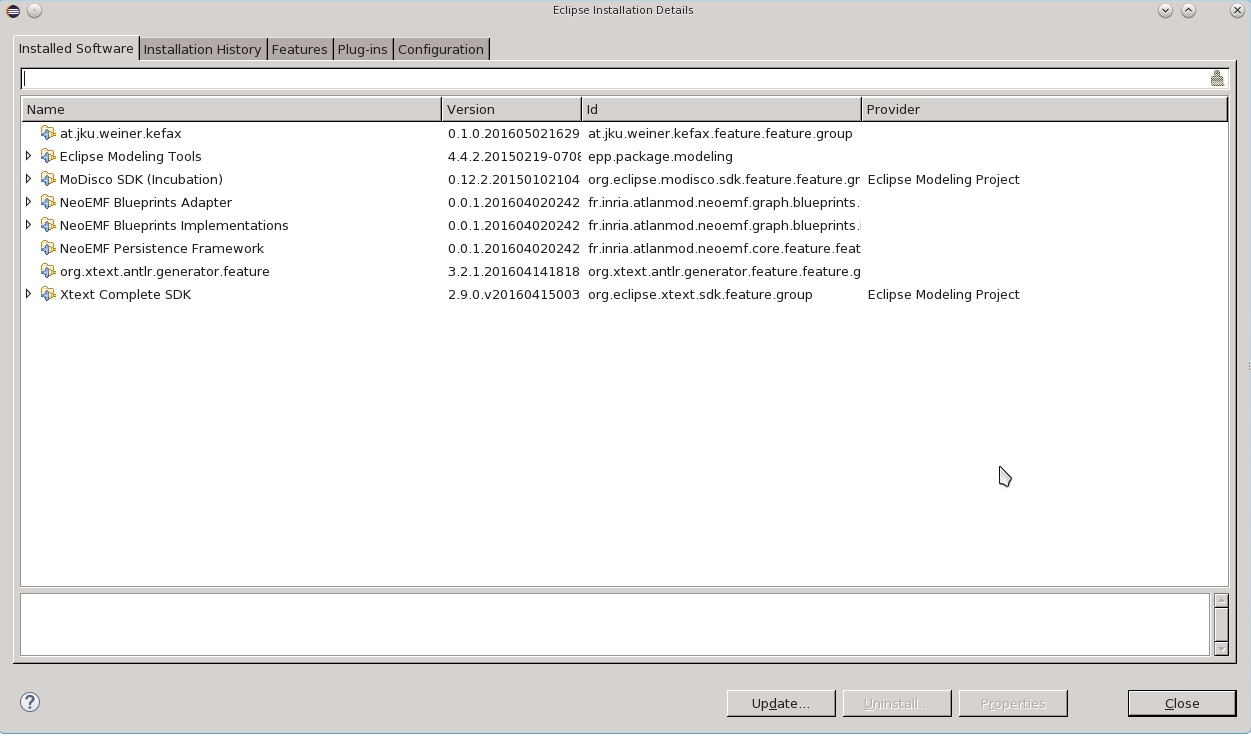 Eclipse Installation Details
Installed Software Installation History Features Plug-ins Configuration
Name Version Id Provider
at.jku.weiner.kefax 0.1.0.201605021629 at.jku.weiner.kefax.feature.feature.group
Eclipse Modeling Tools 4.4.2.20150219-0708 epp.package.modeling
MoDisco SDK (Incubation) 0.12.2.20150102104 org.eclipse.modisco.sdk.feature.feature.gr Eclipse Modeling Project
NeoEMF Blueprints Adapter 0.0.1.201604020242 fr.inria.atlanmod.neoemf.graph.blueprints.
NeoEMF Blueprints Implementations 0.0.1.201604020242 fr.inria.atlanmod.neoemf.graph.blueprints.i
NeoEMF Persistence Framework 0.0.1.201604020242 fr.inria.atlanmod.neoemf.core.feature.feat
org.xtext.antlr.generator.feature 3.2.1.201604141818 org.xtext.antlr.generator.feature.feature.g
Xtext Complete SDK 2.9.0.v20160415003 org.eclipse.xtext.sdk.feature.group Eclipse Modeling Project
? Update... Uninstall... Properties Close